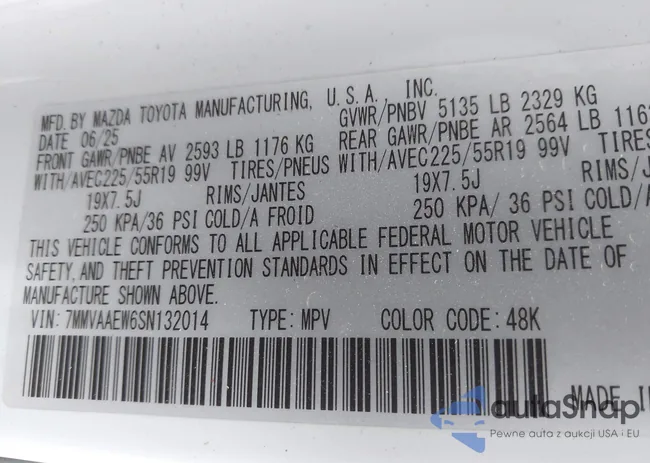 MFD. BY MAZDA TOYOTA MANUFACTURING, U.S.A. INC.
DATE 06/25 GVWR/PNBV 5135 LB 2329 KG
FRONT GAWR/PNBE AV 2593 LB 1176 KG REAR GAWR/PNBE AR 2564 LB 1163
WITH/AVEC225/55R19 99V TIRES/PNEUS WITH/AVEC225/55R19 99V TIRES/
19X7.5J RIMS/JANTES 19X7.5J RIMS/J
250 KPA/36 PSI COLD/A FROID 250 KPA/ 36 PSI COLD/A
THIS VEHICLE CONFORMS TO ALL APPLICABLE FEDERAL MOTOR VEHICLE
SAFETY, AND THEFT PREVENTION STANDARDS IN EFFECT ON THE DATE OF
MANUFACTURE SHOWN ABOVE.
VIN: 7MMVAAEW6SN132014 TYPE: MPV COLOR CODE: 48K
MADE IN
autaSnap
Pewne auta z aukcji USA i EU